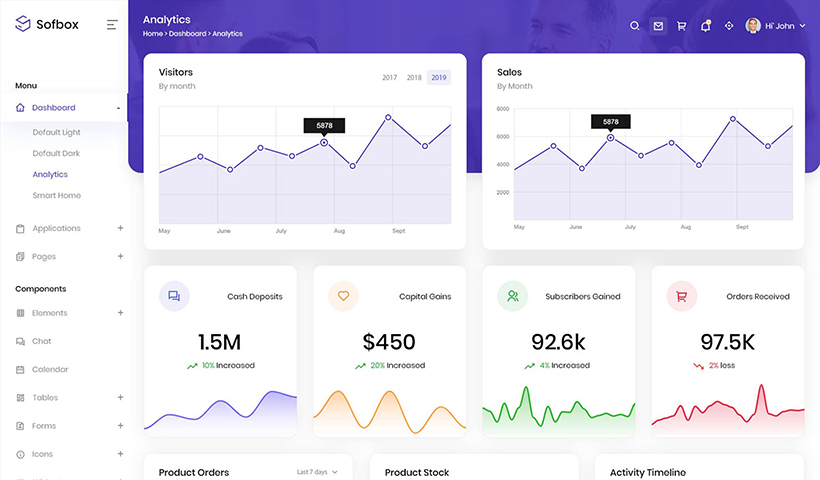 Sofbox
Analytics
Home > Dashboard > Analytics
Hi' John
Menu
Dashboard -
Default Light
Default Dark
Analytics
Smart Home
Applications +
Pages +
Components
Elements +
Chat
Calendar
Tables +
Forms +
Icons +
Visitors
By month
2017 2018 2019
5878
May June July Aug Sept
Sales
By Month
8000
6000
4000
2000
5878
May June July Aug Sept
Cash Deposits
1.5M
10% Increased
Capital Gains
$450
20% Increased
Subscribers Gained
92.6k
4% Increased
Orders Received
97.5K
2% less
Product Orders
Last 7 days
Product Stock
Activity Timeline